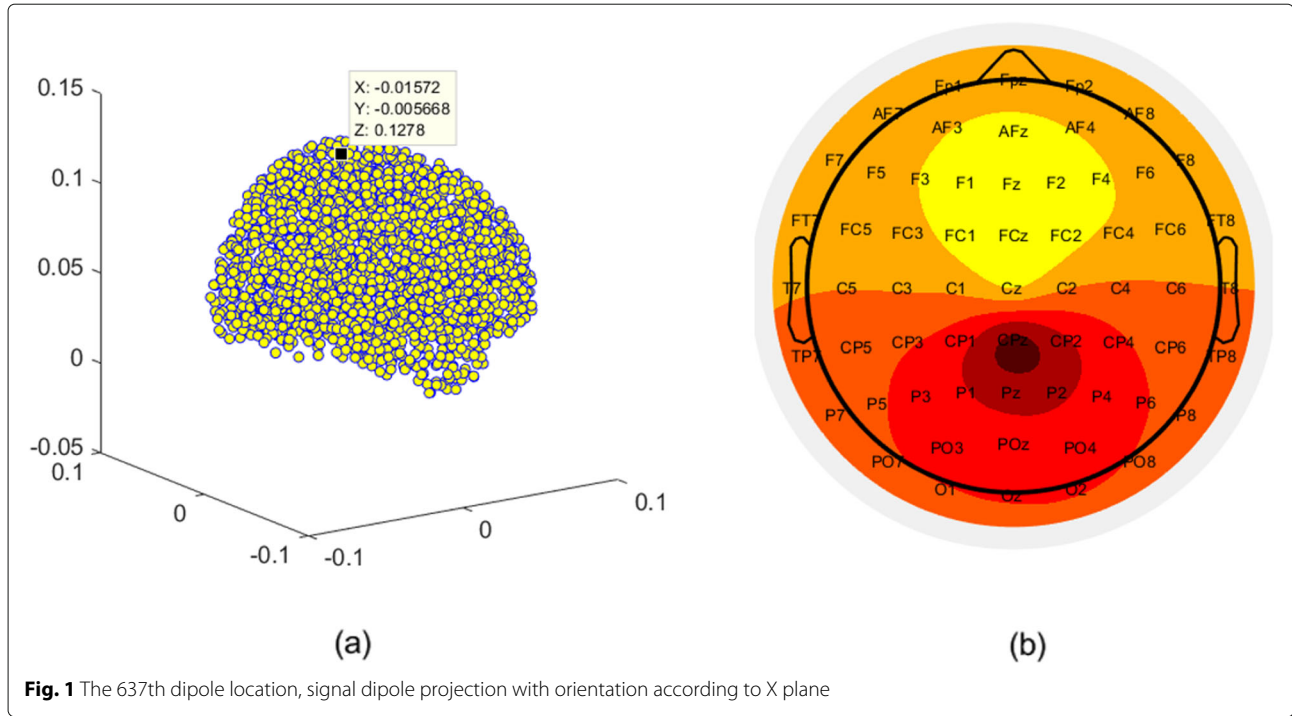 0.15
0.1
0.05
0
-0.05
0.1
0
-0.1
-0.1
0
0.1
X: -0.01572
Y: -0.005668
Z: 0.1278
(a)
Fp1 Fpz Fp2
AF7 AF3 AFz AF4 AF8
F7 F5 F3 F1 Fz F2 F4 F6 F8
FT7 FC5 FC3 FC1 FCz FC2 FC4 FC6 FT8
T7 C5 C3 C1 Cz C2 C4 C6 T8
TP7 CP5 CP3 CP1 CPz CP2 CP4 CP6 TP8
P7 P5 P3 P1 Pz P2 P4 P6 P8
PO7 PO3 POz PO4 PO8
O1 Oz O2
(b)
Fig. 1 The 637th dipole location, signal dipole projection with orientation according to X plane